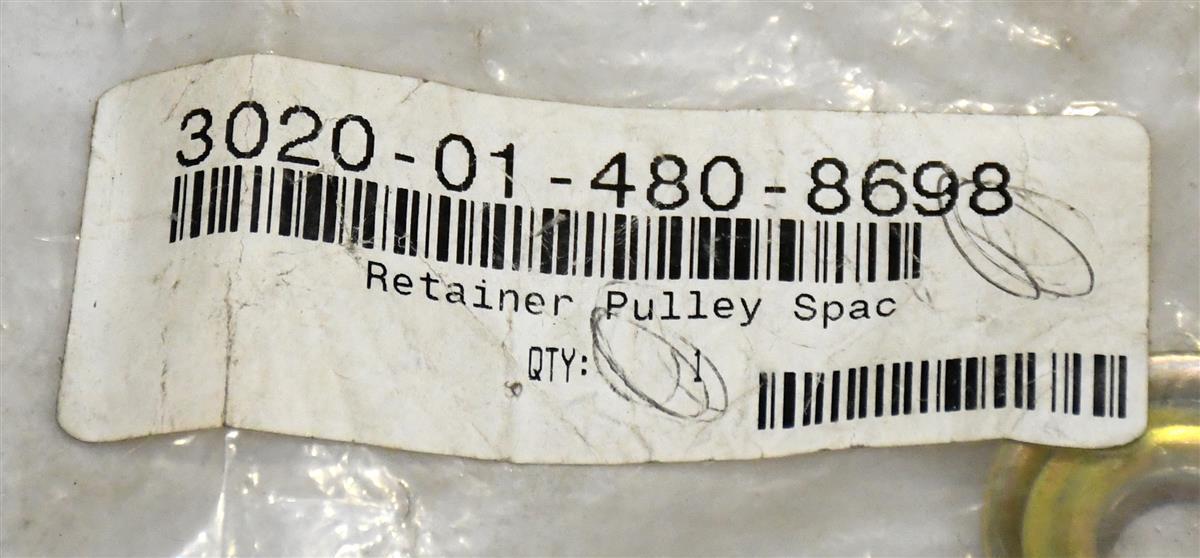 3020-01-480-8698
Retainer Pulley Spac
QTY: 1